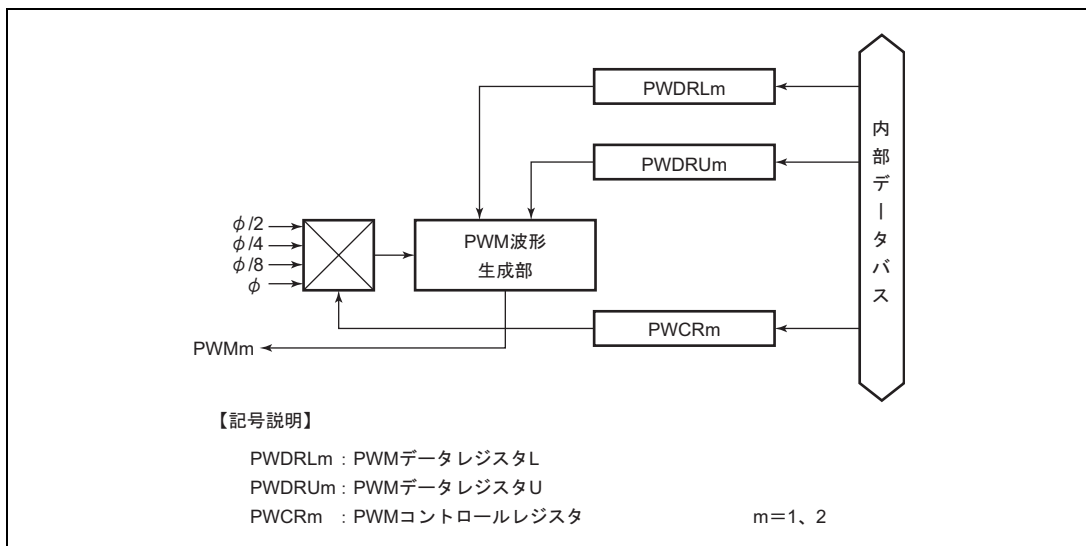 PWDRLm
内部データバス
PWDRUm
φ/2
φ/4
φ/8
φ
PWM波形
生成部
PWCRm
PWMm
【記号説明】
PWDRLm : PWMデータレジスタL
PWDRUm : PWMデータレジスタU
PWCRm : PWMコントロールレジスタ m＝1、2